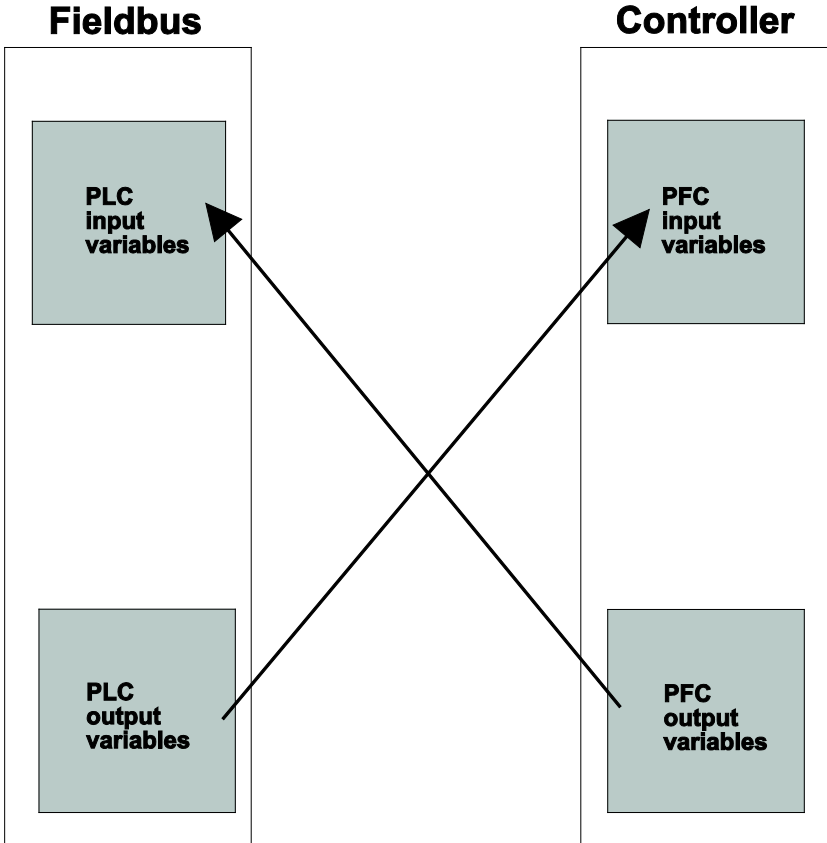 Fieldbus
Controller
PLC
input
variables
PFC
input
variables
PLC
output
variables
PFC
output
variables